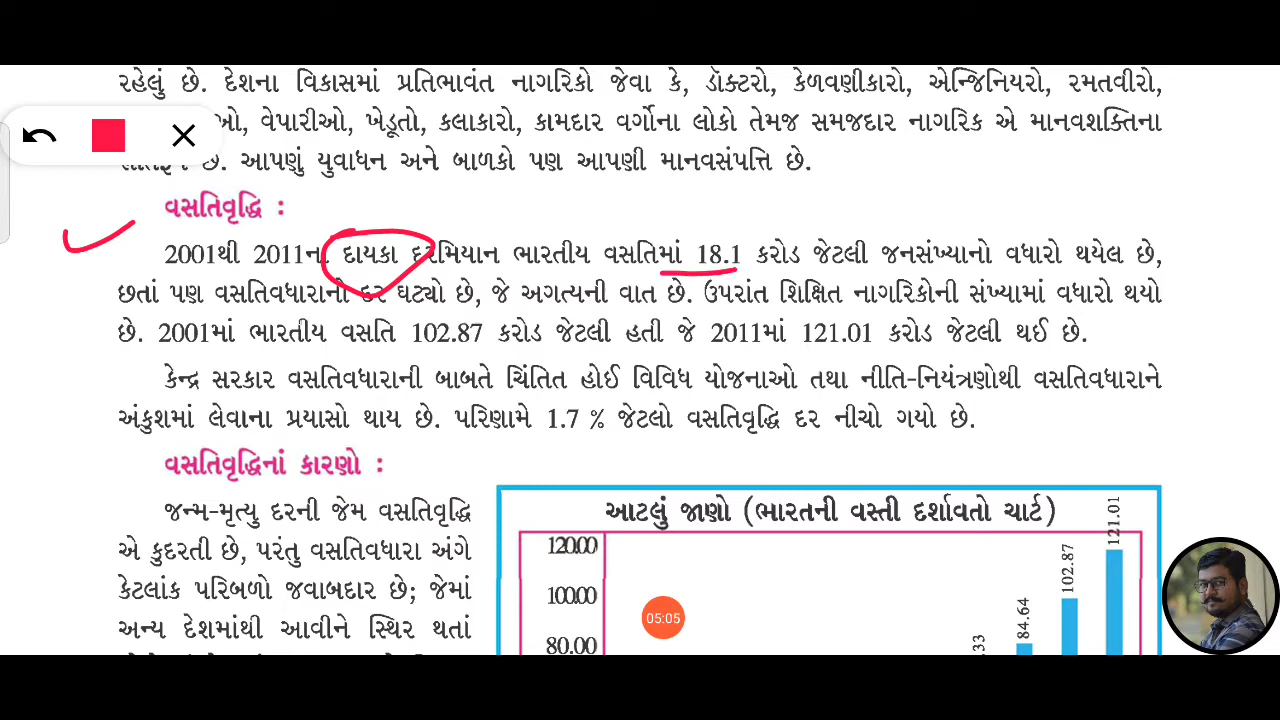 રહેલું છે. દેશના વિકાસમાં પ્રતિભાવંત નાગરિકો જેવા કે, ડૉક્ટરો, કેળવણીકારો, એન્જિનિયરો, રમતવીરો,
ઓ, વેપારીઓ, ખેડૂતો, કલાકારો, કામદાર વર્ગોના લોકો તેમજ સમજદાર નાગરિક એ માનવશક્તિના
છે. આપણું યુવાધન અને બાળકો પણ આપણી માનવસંપત્તિ છે.
વસતિવૃદ્ધિ :
2001થી 2011ના દાયકા દરમિયાન ભારતીય વસતિમાં 18.1 કરોડ જેટલી જનસંખ્યાનો વધારો થયેલ છે,
છતાં પણ વસતિવધારાનો દર ઘટ્યો છે, જે અગત્યની વાત છે. ઉપરાંત શિક્ષિત નાગરિકોની સંખ્યામાં વધારો થયો
છે. 2001માં ભારતીય વસતિ 102.87 કરોડ જેટલી હતી જે 2011માં 121.01 કરોડ જેટલી થઈ છે.
કેન્દ્ર સરકાર વસતિવધારાની બાબતે ચિંતિત હોઈ વિવિધ યોજનાઓ તથા નીતિ-નિયંત્રણોથી વસતિવધારાને
અંકુશમાં લેવાના પ્રયાસો થાય છે. પરિણામે 1.7 % જેટલો વસતિવૃદ્ધિ દર નીચો ગયો છે.
વસતિવૃદ્ધિનાં કારણો :
જન્મ-મૃત્યુ દરની જેમ વસતિવૃદ્ધિ
એ કુદરતી છે, પરંતુ વસતિવધારા અંગે
કેટલાંક પરિબળો જવાબદાર છે; જેમાં
અન્ય દેશમાંથી આવીને સ્થિર થતાં
આટલું જાણો (ભારતની વસ્તી દર્શાવતો ચાર્ટ)
120.00
100.00
80.00
.33
84.64
102.87
121.01
05:05